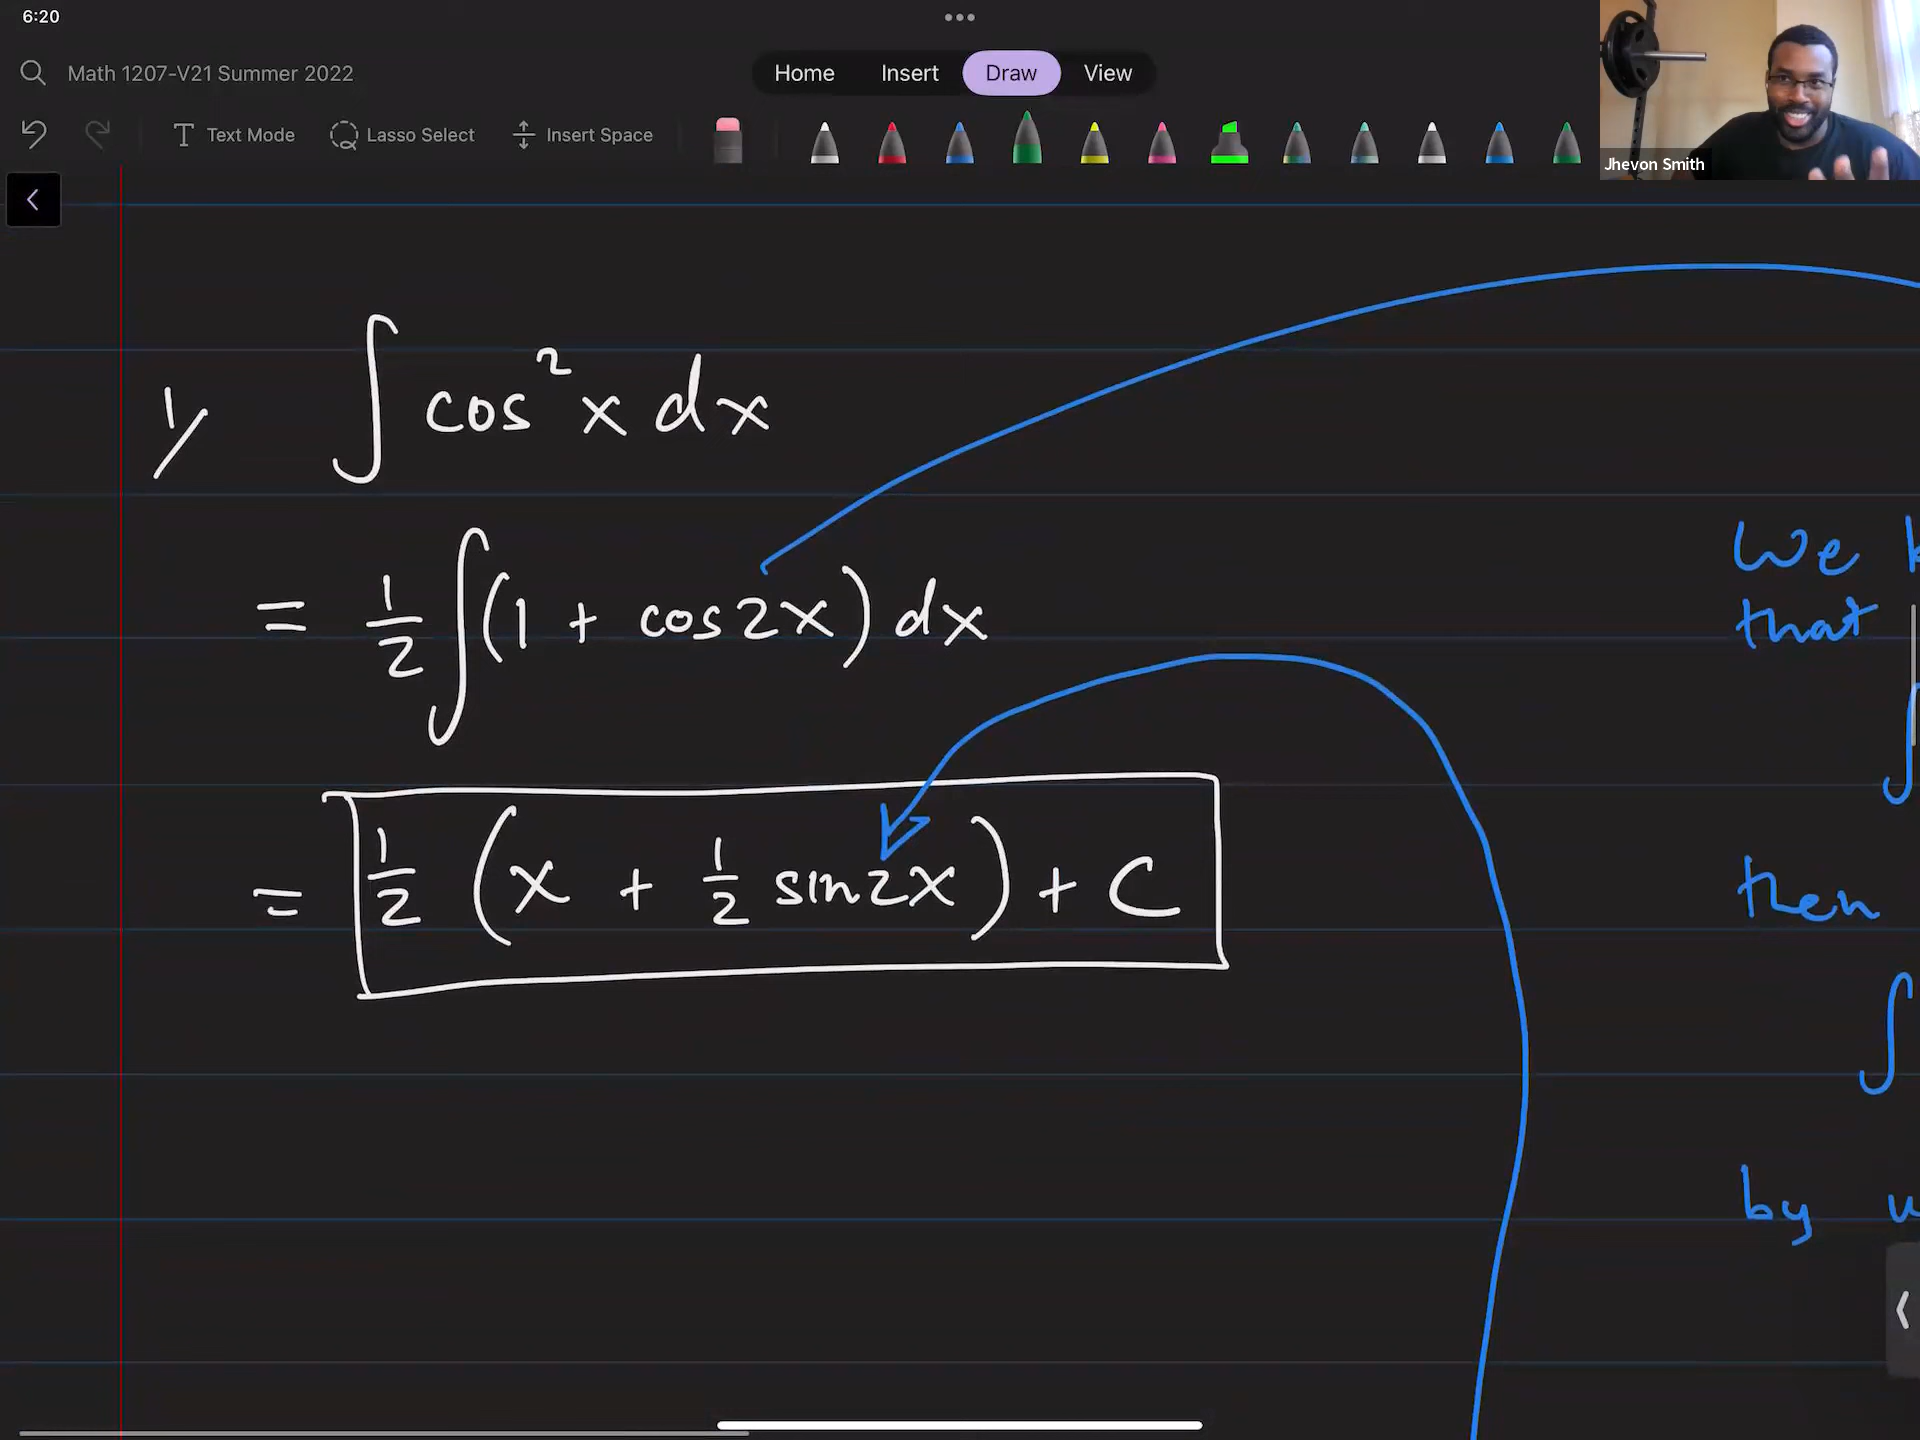 6:20
Math 1207-V21 Summer 2022
Home Insert Draw View
Text Mode Lasso Select Insert Space
Jhevon Smith
1/ ∫ cos²x dx
= 1/2 ∫(1 + cos2x) dx
= 1/2 (x + 1/2 sin2x) + C
We
that
∫
then
∫
by